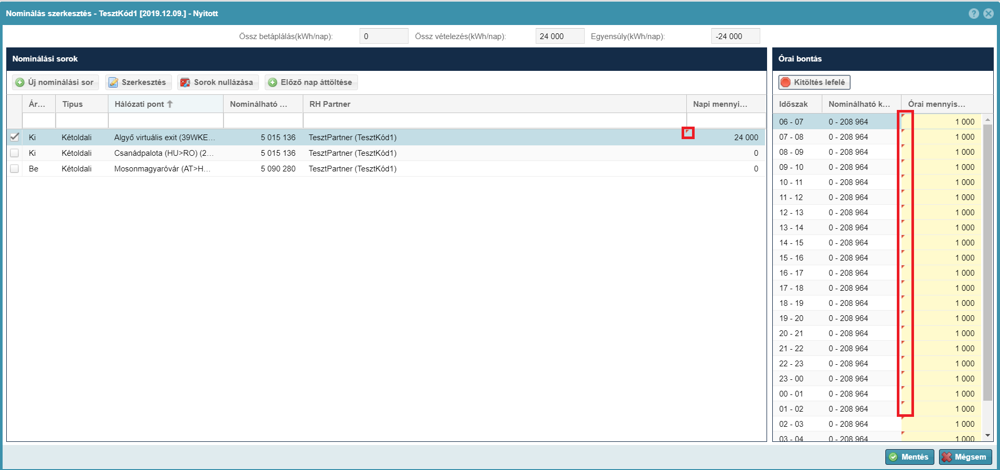 Nominálás szerkesztés - TesztKód1 [2019.12.09.] - Nyitott
Össz betáplálás(kWh/nap): 0 Össz vételezés(kWh/nap): 24 000 Egyensúly(kWh/nap): -24 000
Nominálási sorok
Új nominálási sor Szerkesztés Sorok nullázása Előző nap áttöltése
Ár... Típus Hálózati pont Nominálható ... RH Partner Napi mennyi...
Ki Kétoldali Algyő virtuális exit (39WKE... 5 015 136 TesztPartner (TesztKód1) 24 000
Ki Kétoldali Csanádpalota (HU>RO) (2... 5 015 136 TesztPartner (TesztKód1) 0
Be Kétoldali Mosonmagyaróvár (AT>H... 5 090 280 TesztPartner (TesztKód1) 0
Órai bontás
Kitöltés lefelé
Időszak Nominálható k... Órai mennyis...
06 - 07 0 - 208 964 1 000
07 - 08 0 - 208 964 1 000
08 - 09 0 - 208 964 1 000
09 - 10 0 - 208 964 1 000
10 - 11 0 - 208 964 1 000
11 - 12 0 - 208 964 1 000
12 - 13 0 - 208 964 1 000
13 - 14 0 - 208 964 1 000
14 - 15 0 - 208 964 1 000
15 - 16 0 - 208 964 1 000
16 - 17 0 - 208 964 1 000
17 - 18 0 - 208 964 1 000
18 - 19 0 - 208 964 1 000
19 - 20 0 - 208 964 1 000
20 - 21 0 - 208 964 1 000
21 - 22 0 - 208 964 1 000
22 - 23 0 - 208 964 1 000
23 - 00 0 - 208 964 1 000
00 - 01 0 - 208 964 1 000
01 - 02 0 - 208 964 1 000
02 - 03 0 - 208 964 1 000
03 - 04 0 - 208 964 1 000
Mentés Mégsem